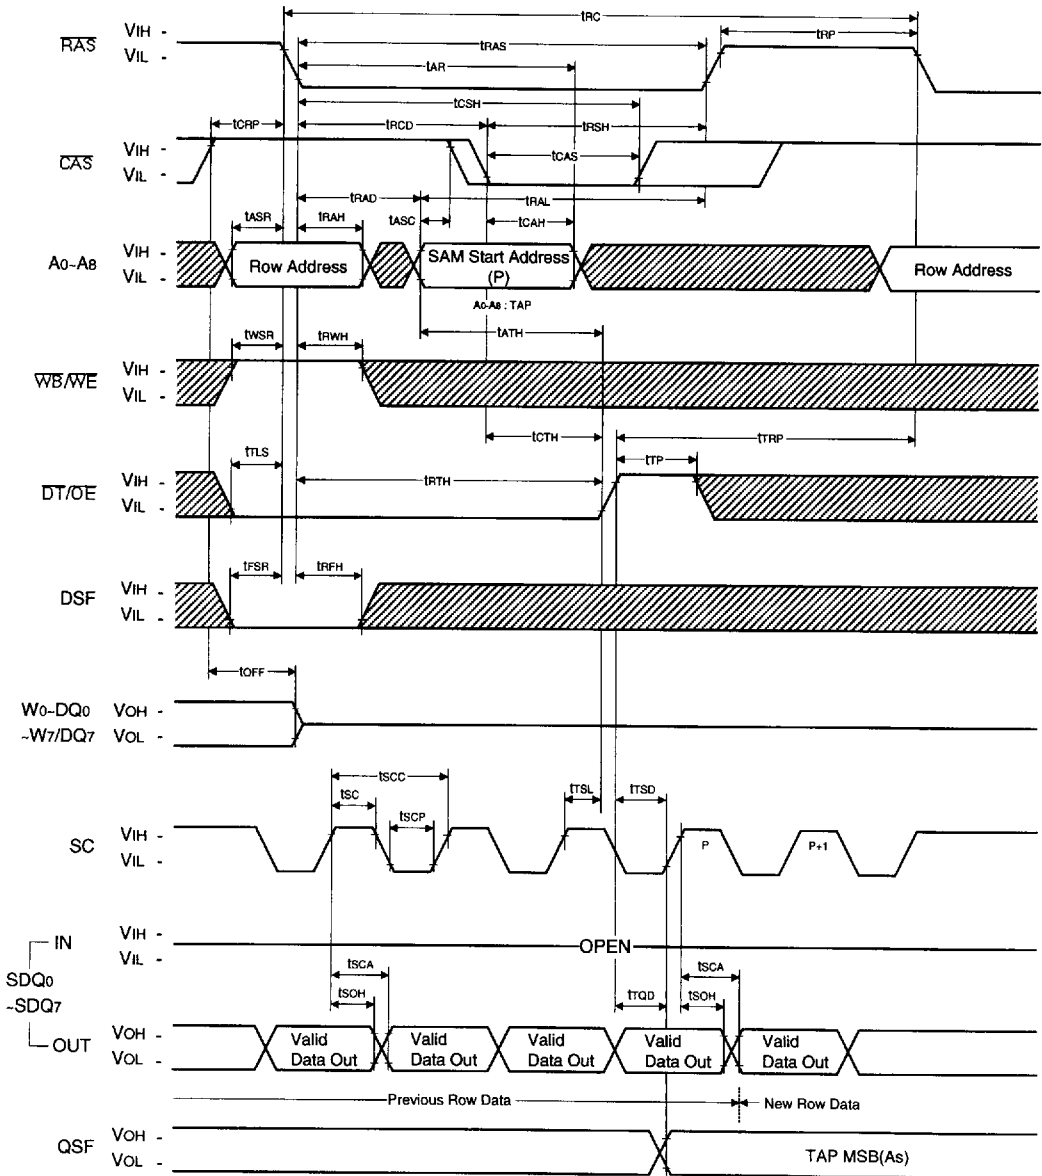 tRC
VIH - tRP
RAS VIL - tRAS
tAR
tCSH
tCRP tRCD tRSH
VIH -
CAS VIL - tCAS
tRAD tRAL
tASR tRAH tASC tCAH
VIH -
A0~A8 Row Address SAM Start Address Row Address
VIL - (P)
A0-A8 : TAP
tATH
tWSR tRWH
VIH -
WB/WE
VIL -
tCTH tTRP
tTLS tTP
VIH - tRTH
DT/OE
VIL -
tFSR tRFH
VIH -
DSF
VIL -
tOFF
W0~DQ0 VOH -
~W7/DQ7 VOL -
tSCC
tSC tTSL tTSD
tSCP
VIH -
SC P P+1
VIL -
VIH -
IN OPEN
VIL -
SDQ0 tSCA tSCA
~SDQ7 tSOH tTQD tSOH
VOH - Valid Valid Valid Valid Valid
OUT
VOL - Data Out Data Out Data Out Data Out Data Out
Previous Row Data New Row Data
VOH -
QSF TAP MSB(As)
VOL -